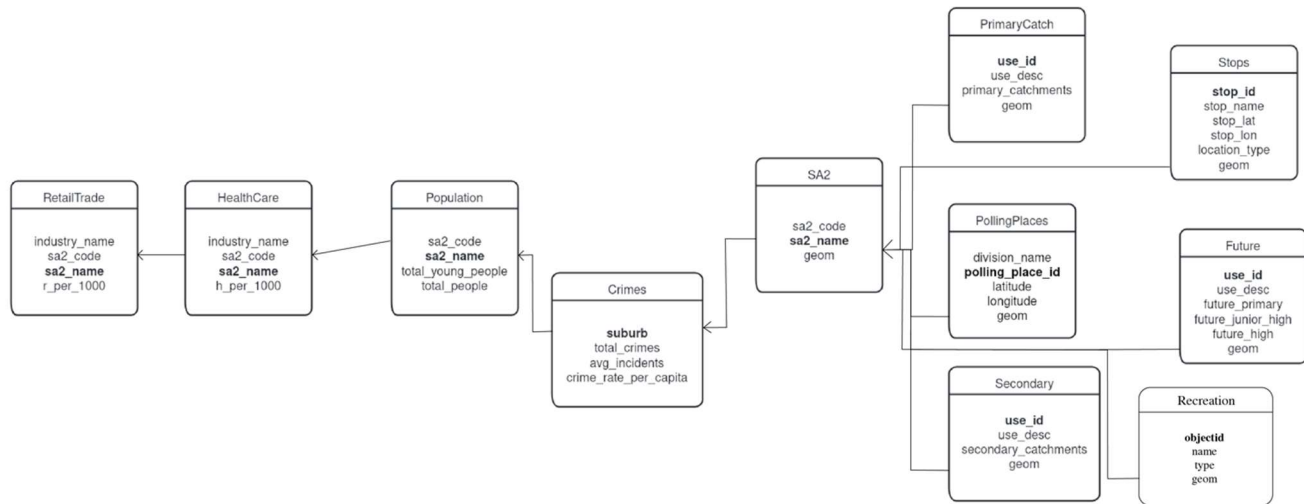 RetailTrade
industry_name
sa2_code
sa2_name
r_per_1000
HealthCare
industry_name
sa2_code
sa2_name
h_per_1000
Population
sa2_code
sa2_name
total_young_people
total_people
Crimes
suburb
total_crimes
avg_incidents
crime_rate_per_capita
SA2
sa2_code
sa2_name
geom
PrimaryCatch
use_id
use_desc
primary_catchments
geom
PollingPlaces
division_name
polling_place_id
latitude
longitude
geom
Secondary
use_id
use_desc
secondary_catchments
geom
Stops
stop_id
stop_name
stop_lat
stop_lon
location_type
geom
Future
use_id
use_desc
future_primary
future_junior_high
future_high
geom
Recreation
objectid
name
type
geom